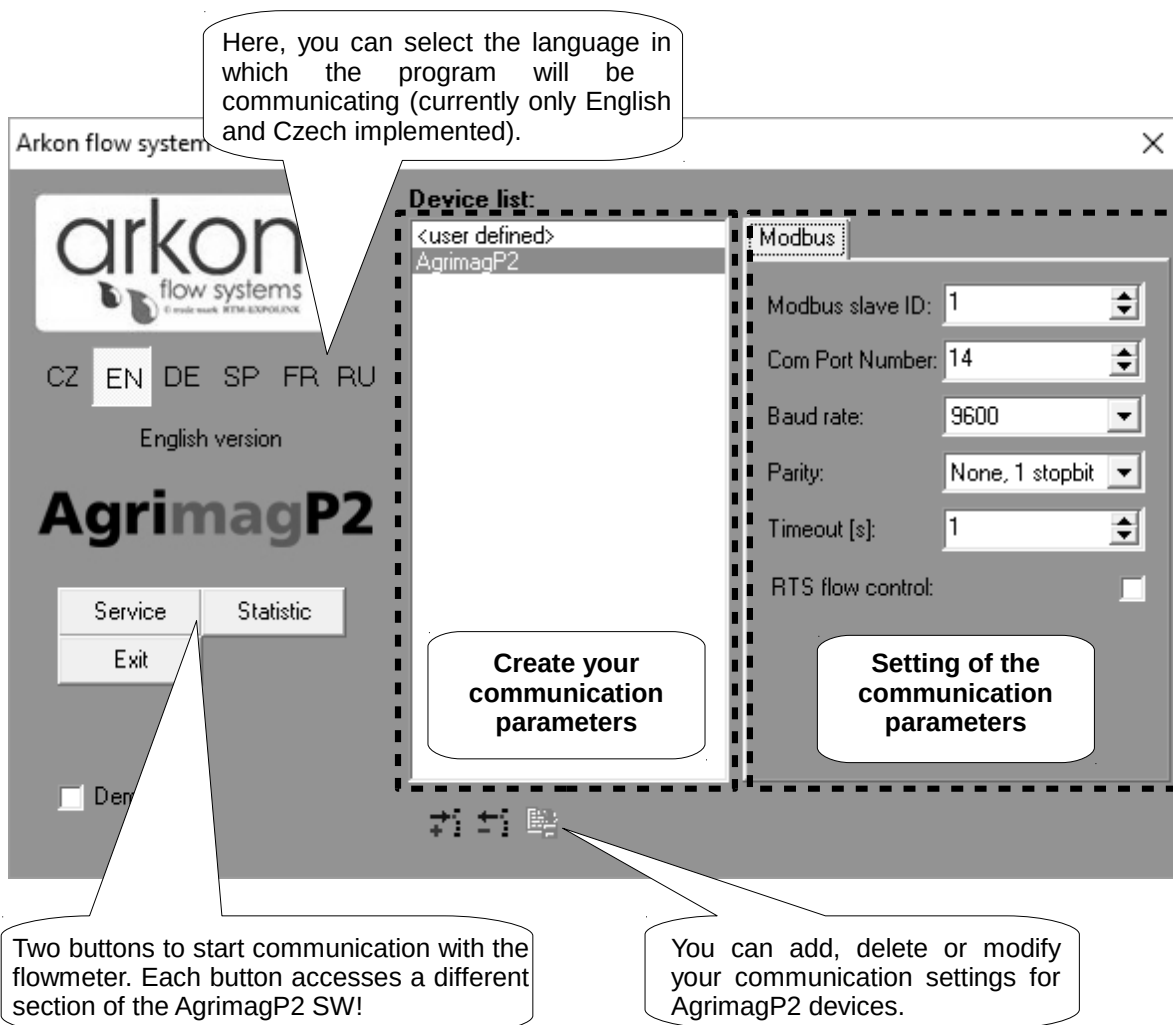 Here, you can select the language in
which the program will be
communicating (currently only English
and Czech implemented).
Arkon flow system
arkon
flow systems
© trade mark RTM-EXPOLINK
CZ EN DE SP FR RU
English version
AgrimagP2
Service Statistic
Exit
Device list:
<user defined>
AgrimagP2
Create your
communication
parameters
Modbus
Modbus slave ID: 1
Com Port Number: 14
Baud rate: 9600
Parity: None, 1 stopbit
Timeout [s]: 1
RTS flow control:
Setting of the
communication
parameters
Two buttons to start communication with the
flowmeter. Each button accesses a different
section of the AgrimagP2 SW!
You can add, delete or modify
your communication settings for
AgrimagP2 devices.